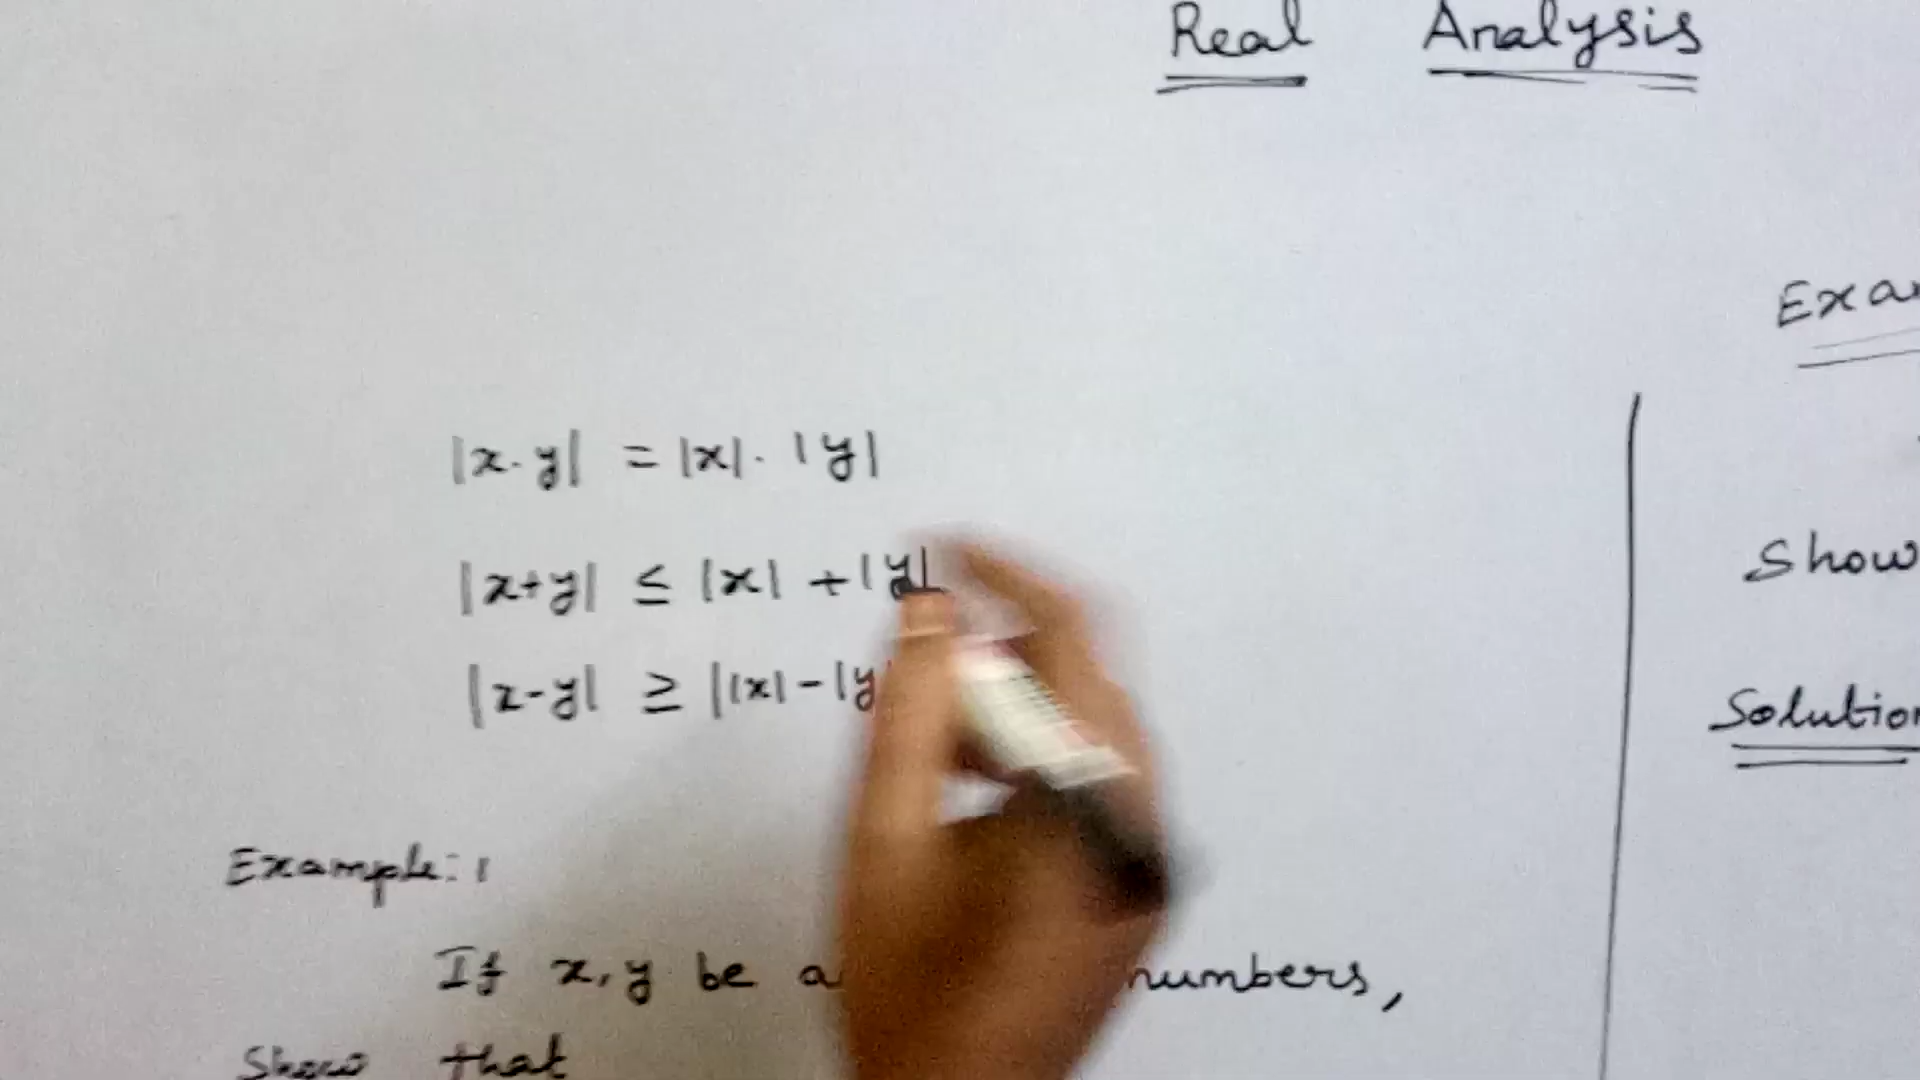 Real Analysis
|x.y| = |x|.|y|
|x+y| ≤ |x| + |y|
|x-y| ≥ ||x| - |y
Example:1
If x,y be a numbers,
Show that
Exa
Show
Solution